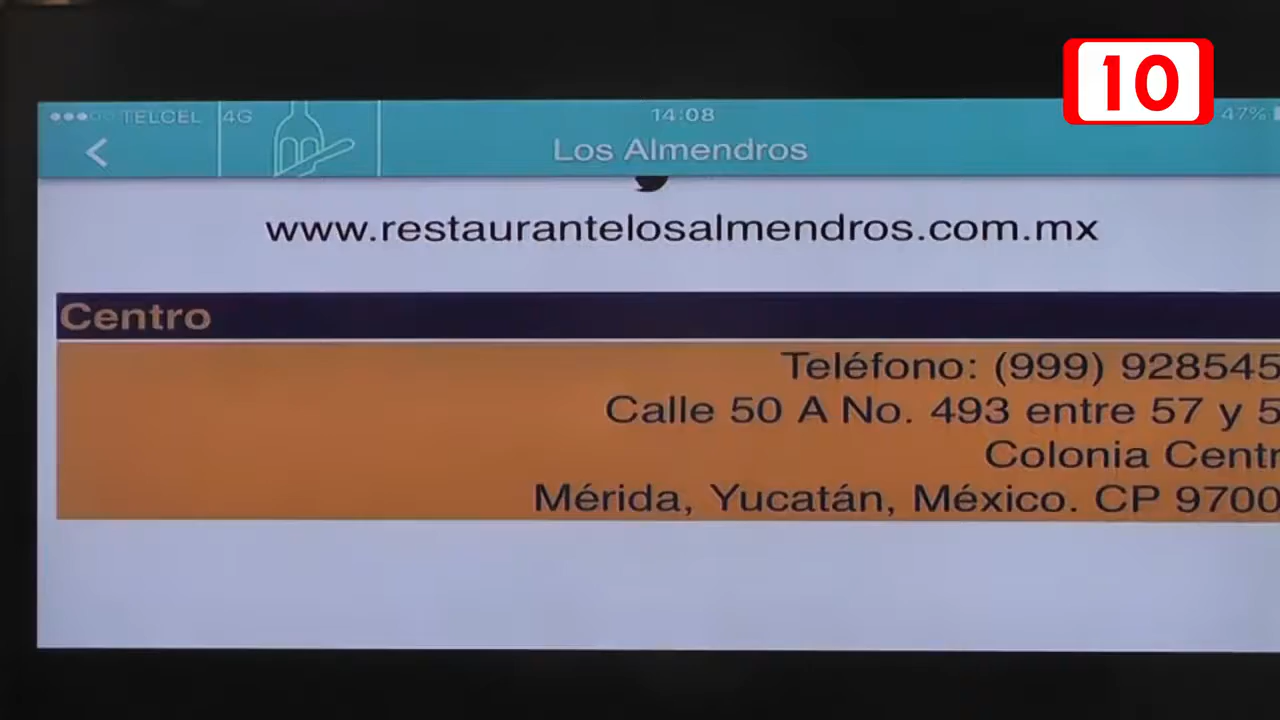 10
TELCEL 4G 14:08 47%
Los Almendros
www.restaurantelosalmendros.com.mx
Centro
Teléfono: (999) 928545
Calle 50 A No. 493 entre 57 y 5
Colonia Centr
Mérida, Yucatán, México. CP 9700